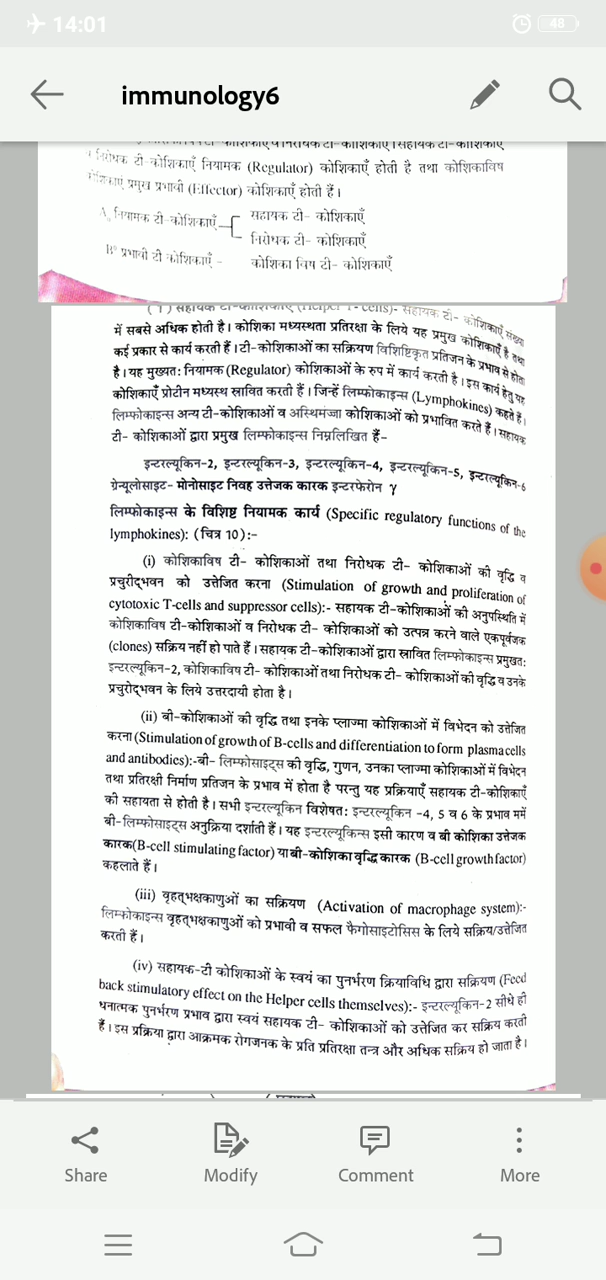 14:01
48
immunology6
टी-कोशिकाएँ व निरोधक टी-कोशिकाएँ। सहायक टी-कोशिकाएँ
व निरोधक टी-कोशिकाएँ नियामक (Regulator) कोशिकाएँ होती है तथा कोशिकाविष
प्रमुख प्रभावी (Effector) कोशिकाएँ होती हैं।
A. नियामक टी-कोशिकाएँ
सहायक टी- कोशिकाएँ
निरोधक टी- कोशिकाएँ
B" प्रभावी टी कोशिकाएँ - कोशिका विष टी- कोशिकाएँ
(1) सहायक टी-कोशिकाएँ (Helper T-cells)- सहायक टी- कोशिकाएँ संख्या
में सबसे अधिक होती है। कोशिका मध्यस्थता प्रतिरक्षा के लिये यह प्रमुख कोशिकाएँ है तथा
कई प्रकार से कार्य करती हैं। टी-कोशिकाओं का सक्रियण विशिष्टिकृत प्रतिजन के प्रभाव से होता
है। यह मुख्यत: नियामक (Regulator) कोशिकाओं के रुप में कार्य करती है। इस कार्य हेतु यह
कोशिकाएँ प्रोटीन मध्यस्थ स्रावित करती हैं। जिन्हें लिम्फोकाइन्स (Lymphokines) कहते हैं।
लिम्फोकाइन्स अन्य टी-कोशिकाओं व अस्थिमज्जा कोशिकाओं को प्रभावित करते हैं। सहायक
टी- कोशिकाओं द्वारा प्रमुख लिम्फोकाइन्स निम्नलिखित हैं-
इन्टरल्यूकिन-2, इन्टरल्यूकिन-3, इन्टरल्यूकिन-4, इन्टरल्यूकिन-5, इन्टरल्यूकिन-6
ग्रेन्यूलोसाइट- मोनोसाइट निवह उत्तेजक कारक इन्टरफेरोन γ
लिम्फोकाइन्स के विशिष्ट नियामक कार्य (Specific regulatory functions of the
lymphokines): (चित्र 10):-
(i) कोशिकाविष टी- कोशिकाओं तथा निरोधक टी- कोशिकाओं की वृद्धि व
प्रचुरीद्भवन को उत्तेजित करना (Stimulation of growth and proliferation of
cytotoxic T-cells and suppressor cells):- सहायक टी-कोशिकाओं की अनुपस्थिति में
कोशिकाविष टी-कोशिकाओं व निरोधक टी- कोशिकाओं को उत्पन्न करने वाले एकपूर्वजक
(clones) सक्रिय नहीं हो पाते हैं। सहायक टी-कोशिकाओं द्वारा स्रावित लिम्फोकाइन्स प्रमुखत:
इन्टरल्यूकिन-2, कोशिकाविष टी- कोशिकाओं तथा निरोधक टी- कोशिकाओं की वृद्धि व उनके
प्रचुरोद्भवन के लिये उत्तरदायी होता है।
(ii) बी-कोशिकाओं की वृद्धि तथा इनके प्लाज्मा कोशिकाओं में विभेदन को उत्तेजित
करना (Stimulation of growth of B-cells and differentiation to form plasma cells
and antibodies):-बी- लिम्फोसाइट्स की वृद्धि, गुणन, उनका प्लाज्मा कोशिकाओं में विभेदन
तथा प्रतिरक्षी निर्माण प्रतिजन के प्रभाव में होता है परन्तु यह प्रक्रियाएँ सहायक टी-कोशिकाएँ
की सहायता से होती है। सभी इन्टरल्यूकिन विशेषत: इन्टरल्यूकिन -4, 5 व 6 के प्रभाव ममें
बी-लिम्फोसाइट्स अनुक्रिया दर्शाती हैं। यह इन्टरल्यूकिन्स इसी कारण व बी कोशिका उत्तेजक
कारक(B-cell stimulating factor) या बी-कोशिका वृद्धि कारक (B-cell growth factor)
कहलाते हैं।
(iii) वृहत्भक्षकाणुओं का सक्रियण (Activation of macrophage system):-
लिम्फोकाइन्स वृहत्भक्षकाणुओं को प्रभावी व सफल फैगोसाइटोसिस के लिये सक्रिय/उत्तेजित
करती हैं।
(iv) सहायक-टी कोशिकाओं के स्वयं का पुनर्भरण क्रियाविधि द्वारा सक्रियण (Feed
back stimulatory effect on the Helper cells themselves):- इन्टरल्यूकिन-2 सीधे ही
धनात्मक पुनर्भरण प्रभाव द्वारा स्वयं सहायक टी- कोशिकाओं को उत्तेजित कर सक्रिय करती
हैं। इस प्रक्रिया द्वारा आक्रमक रोगजनक के प्रति प्रतिरक्षा तन्त्र और अधिक सक्रिय हो जाता है।
Share
Modify
Comment
More